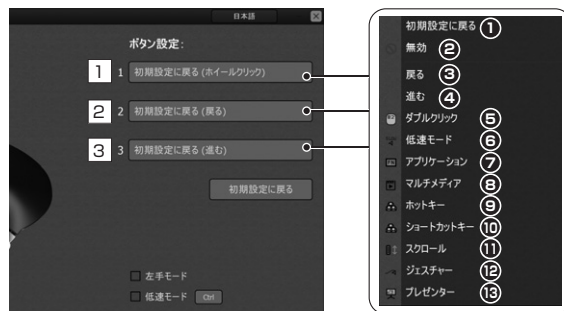 日本語
ボタン設定:
1 1 初期設定に戻る (ホイールクリック)
2 2 初期設定に戻る (戻る)
3 3 初期設定に戻る (進む)
初期設定に戻る
左手モード
低速モード Ctrl
初期設定に戻る ①
無効 ②
戻る ③
進む ④
ダブルクリック ⑤
低速モード ⑥
アプリケーション ⑦
マルチメディア ⑧
ホットキー ⑨
ショートカットキー ⑩
スクロール ⑪
ジェスチャー ⑫
プレゼンター ⑬